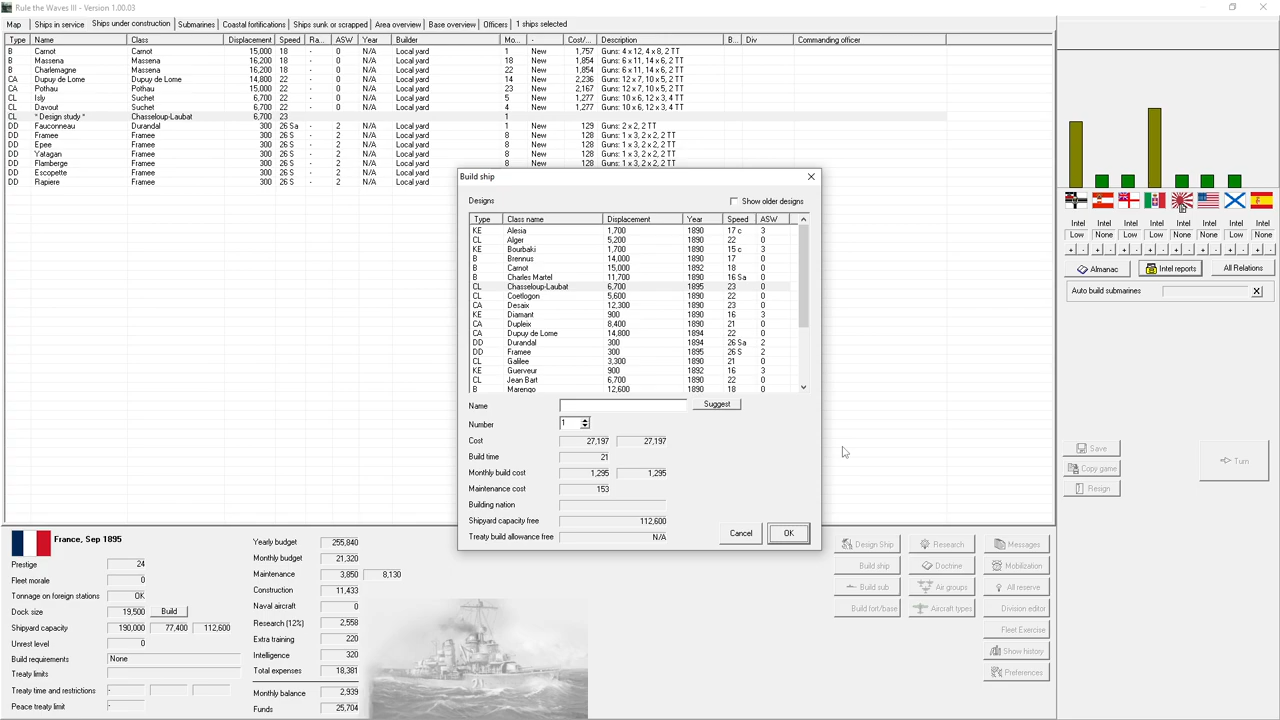 Rule the Waves III - Version 1.00.03
Map Ships in service Ships under construction Submarines Coastal fortifications Ships sunk or scrapped Area overview Base overview Officers 1 ships selected
Type Name Class Displacement Speed Ra... ASW Year Builder Mo... - Cost/... Description B... Div Commanding officer
B Carnot Carnot 15,000 18 - 0 N/A Local yard 1 New 1,757 Guns: 4 x 12, 4 x 8, 2 TT
B Massena Massena 16,200 18 - 0 N/A Local yard 18 New 1,854 Guns: 6 x 11, 14 x 6, 2 TT
B Charlemagne Massena 16,200 18 - 0 N/A Local yard 22 New 1,854 Guns: 6 x 11, 14 x 6, 2 TT
CA Dupuy de Lome Dupuy de Lome 14,800 22 - 0 N/A Local yard 14 New 2,236 Guns: 12 x 7, 10 x 5, 2 TT
CA Pothau Pothau 15,000 22 - 0 N/A Local yard 23 New 2,167 Guns: 12 x 7, 10 x 5, 2 TT
CL Isly Suchet 6,700 22 - 0 N/A Local yard 5 New 1,277 Guns: 10 x 6, 12 x 3, 4 TT
CL Davout Suchet 6,700 22 - 0 N/A Local yard 4 New 1,277 Guns: 10 x 6, 12 x 3, 4 TT
CL * Design study * Chasseloup-Laubat 6,700 23 1
DD Fauconneau Durandal 300 26 Sa - 2 N/A Local yard 1 New 129 Guns: 2 x 2, 2 TT
DD Framee Framee 300 26 S - 2 N/A Local yard 8 New 128 Guns: 1 x 3, 2 x 2, 2 TT
DD Epee Framee 300 26 S - 2 N/A Local yard 8 New 128 Guns: 1 x 3, 2 x 2, 2 TT
DD Yatagan Framee 300 26 S - 2 N/A Local yard 8 New 128 Guns: 1 x 3, 2 x 2, 2 TT
DD Flamberge Framee 300 26 S - 2 N/A Local yard 8 New 128 Guns: 1 x 3, 2 x 2, 2 TT
DD Escopette Framee 300 26 S - 2 N/A Local yard
DD Rapiere Framee 300 26 S - 2 N/A Local yard
Build ship
Designs Show older designs
Type Class name Displacement Year Speed ASW
KE Alesia 1,700 1890 17 c 3
CL Alger 5,200 1890 22 0
KE Bourbaki 1,700 1890 15 c 3
B Brennus 14,000 1890 17 0
B Carnot 15,000 1892 18 0
B Charles Martel 11,700 1890 16 Sa 0
CL Chasseloup-Laubat 6,700 1895 23 0
CL Coetlogon 5,600 1890 22 0
CA Desaix 12,300 1890 23 0
KE Diamant 900 1890 16 3
CA Dupleix 8,400 1890 21 0
CA Dupuy de Lome 14,800 1894 22 0
DD Durandal 300 1894 26 Sa 2
DD Framee 300 1895 26 S 2
CL Galilee 3,300 1890 21 0
KE Guerveur 900 1892 16 3
CL Jean Bart 6,700 1890 22 0
B Marengo 12,600 1890 18 0
Name Suggest
Number 1
Cost 27,197 27,197
Build time 21
Monthly build cost 1,295 1,295
Maintenance cost 153
Building nation
Shipyard capacity free 112,600
Treaty build allowance free N/A
Cancel OK
Intel Intel Intel Intel Intel Intel Intel Intel
Low None None Low None None Low None
+ - + - + - + - + - + - + - + -
Almanac Intel reports All Relations
Auto build submarines X
Save
Copy game
Resign
Turn
France, Sep 1895
Prestige 24
Fleet morale 0
Tonnage on foreign stations OK
Dock size 19,500 Build
Shipyard capacity 190,000 77,400 112,600
Unrest level 0
Build requirements None
Treaty limits
Treaty time and restrictions -
Peace treaty limit -
Yearly budget 255,840
Monthly budget 21,320
Maintenance 3,850 8,130
Construction 11,433
Naval aircraft 0
Research (12%) 2,558
Extra training 220
Intelligence 320
Total expenses 18,381
Monthly balance 2,939
Funds 25,704
Design Ship Research Messages
Build ship Doctrine Mobilization
Build sub Air groups All reserve
Build fort/base Aircraft types Division editor
Fleet Exercise
Show history
Preferences